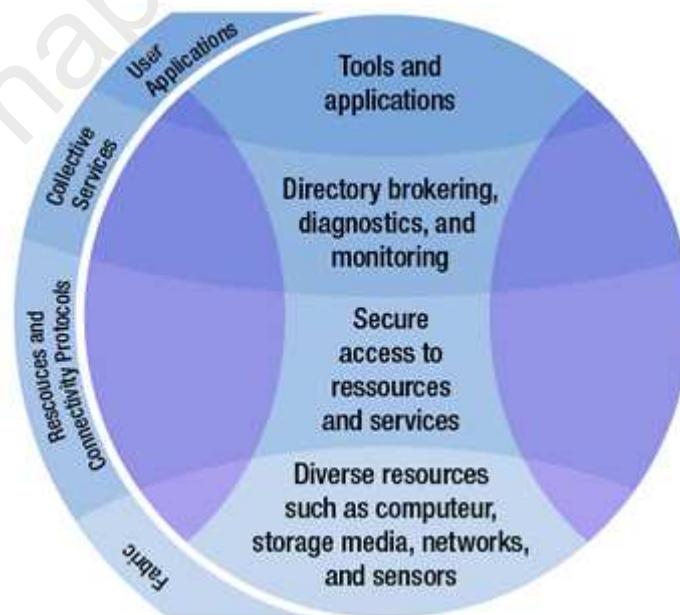 User
Applications
Tools and
applications
Collective
Services
Directory brokering,
diagnostics, and
monitoring
Rescouces and
Connectivity Protocols
Secure
access to
ressources
and services
Fabric
Diverse resources
such as computeur,
storage media, networks,
and sensors